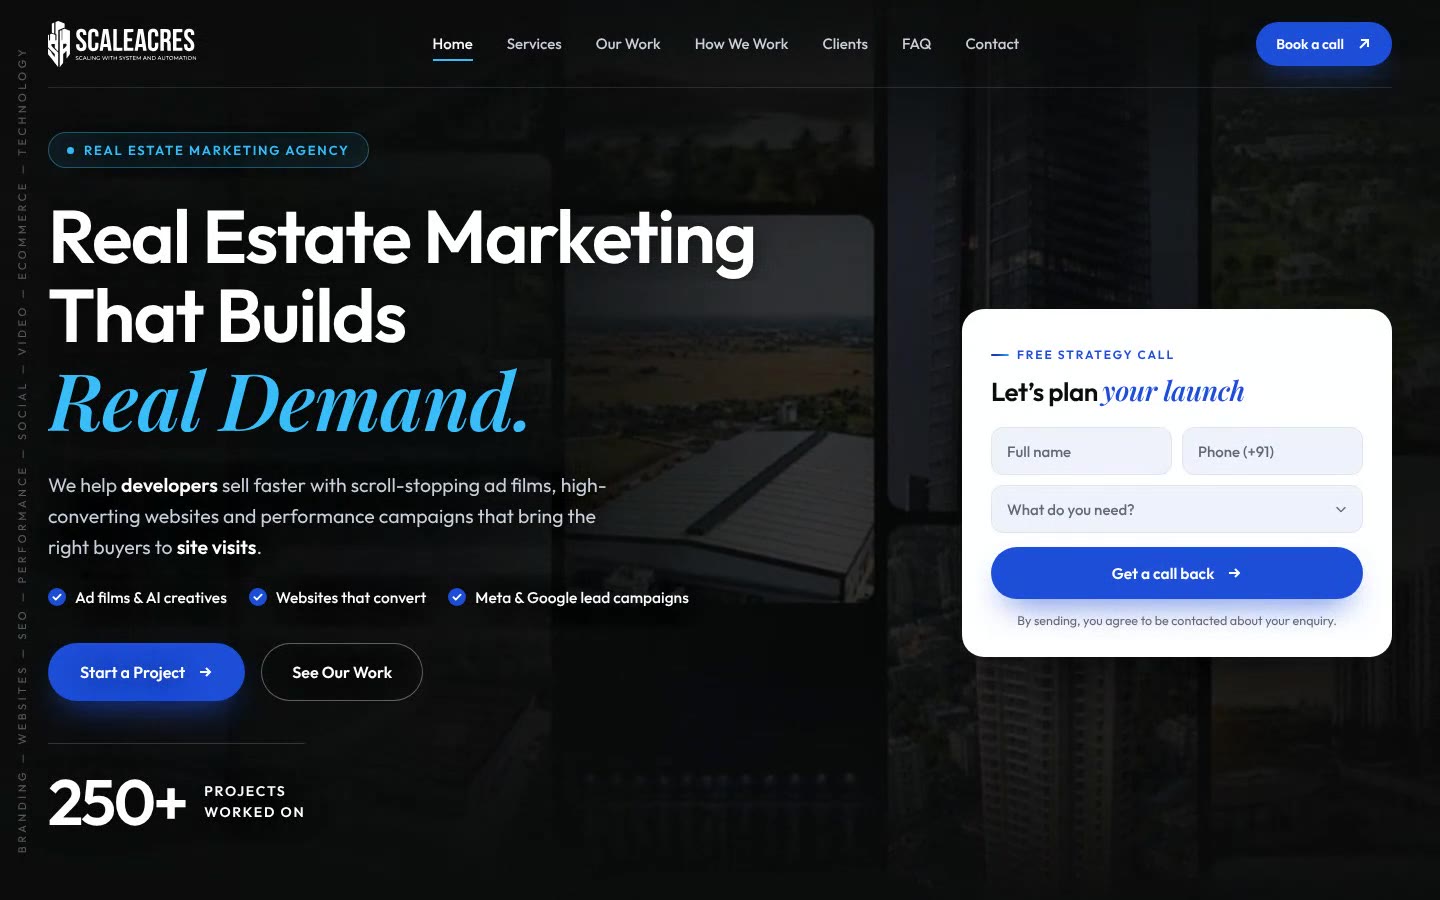 SCALEACRES
SCALING WITH SYSTEM AND AUTOMATION
Home
Services
Our Work
How We Work
Clients
FAQ
Contact
Book a call
BRANDING — WEBSITES — SEO — PERFORMANCE — SOCIAL — VIDEO — ECOMMERCE — TECHNOLOGY
REAL ESTATE MARKETING AGENCY
Real Estate Marketing
That Builds
Real Demand.
We help developers sell faster with scroll-stopping ad films, high-
converting websites and performance campaigns that bring the
right buyers to site visits.
Ad films & AI creatives
Websites that convert
Meta & Google lead campaigns
Start a Project
See Our Work
250+
PROJECTS
WORKED ON
FREE STRATEGY CALL
Let's plan your launch
Full name
Phone (+91)
What do you need?
Get a call back
By sending, you agree to be contacted about your enquiry.